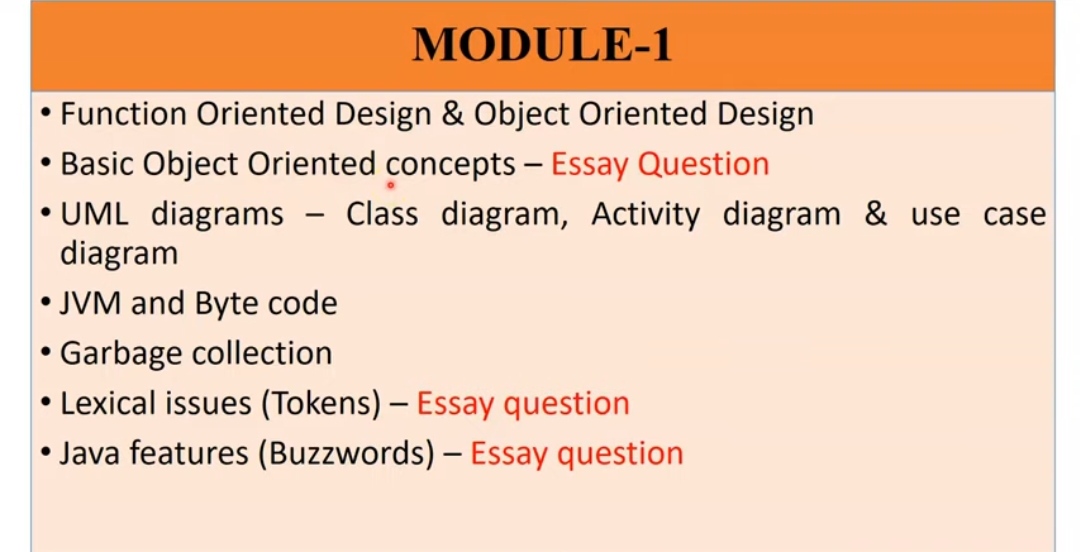 MODULE-1
• Function Oriented Design & Object Oriented Design
• Basic Object Oriented concepts – Essay Question
• UML diagrams – Class diagram, Activity diagram & use case
diagram
• JVM and Byte code
• Garbage collection
• Lexical issues (Tokens) – Essay question
• Java features (Buzzwords) – Essay question